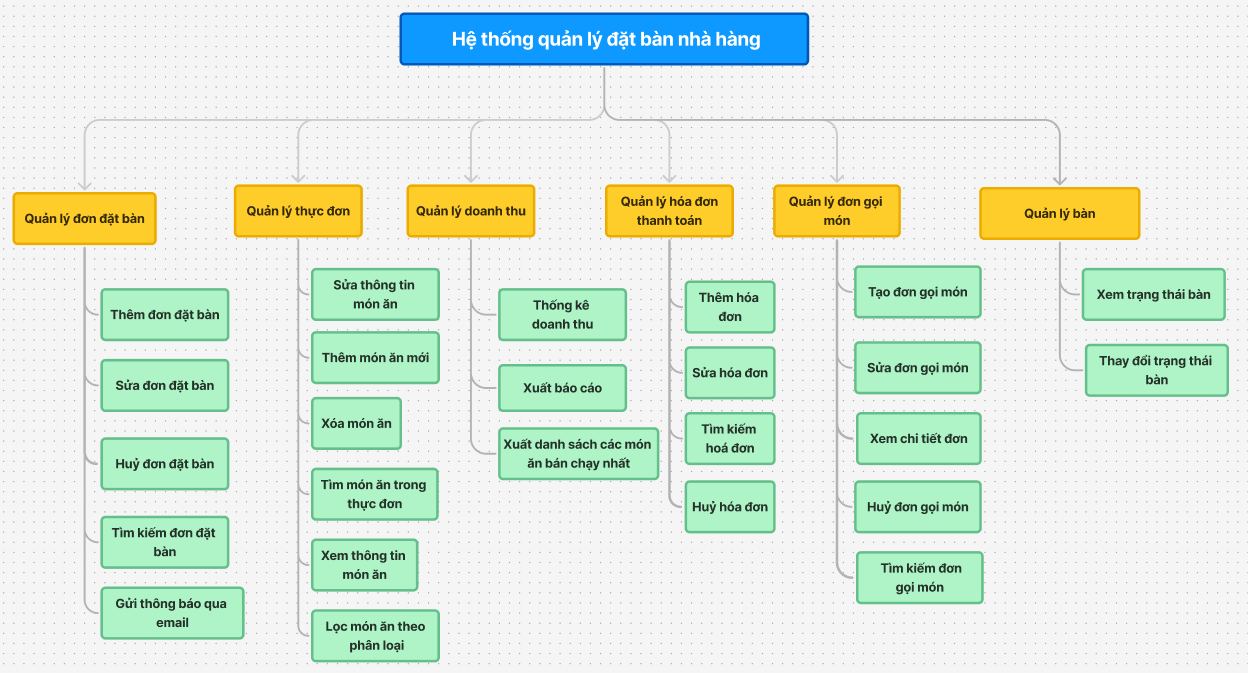 Hệ thống quản lý đặt bàn nhà hàng
Quản lý đơn đặt bàn
Thêm đơn đặt bàn
Sửa đơn đặt bàn
Huỷ đơn đặt bàn
Tìm kiếm đơn đặt
bàn
Gửi thông báo qua
email
Quản lý thực đơn
Sửa thông tin
món ăn
Thêm món ăn mới
Xóa món ăn
Tìm món ăn trong
thực đơn
Xem thông tin
món ăn
Lọc món ăn theo
phân loại
Quản lý doanh thu
Thống kê
doanh thu
Xuất báo cáo
Xuất danh sách các món
ăn bán chạy nhất
Quản lý hóa đơn
thanh toán
Thêm hóa
đơn
Sửa hóa đơn
Tìm kiếm
hoá đơn
Huỷ hóa đơn
Quản lý đơn gọi
món
Tạo đơn gọi món
Sửa đơn gọi món
Xem chi tiết đơn
Huỷ đơn gọi món
Tìm kiếm đơn
gọi món
Quản lý bàn
Xem trạng thái bàn
Thay đổi trạng thái
bàn